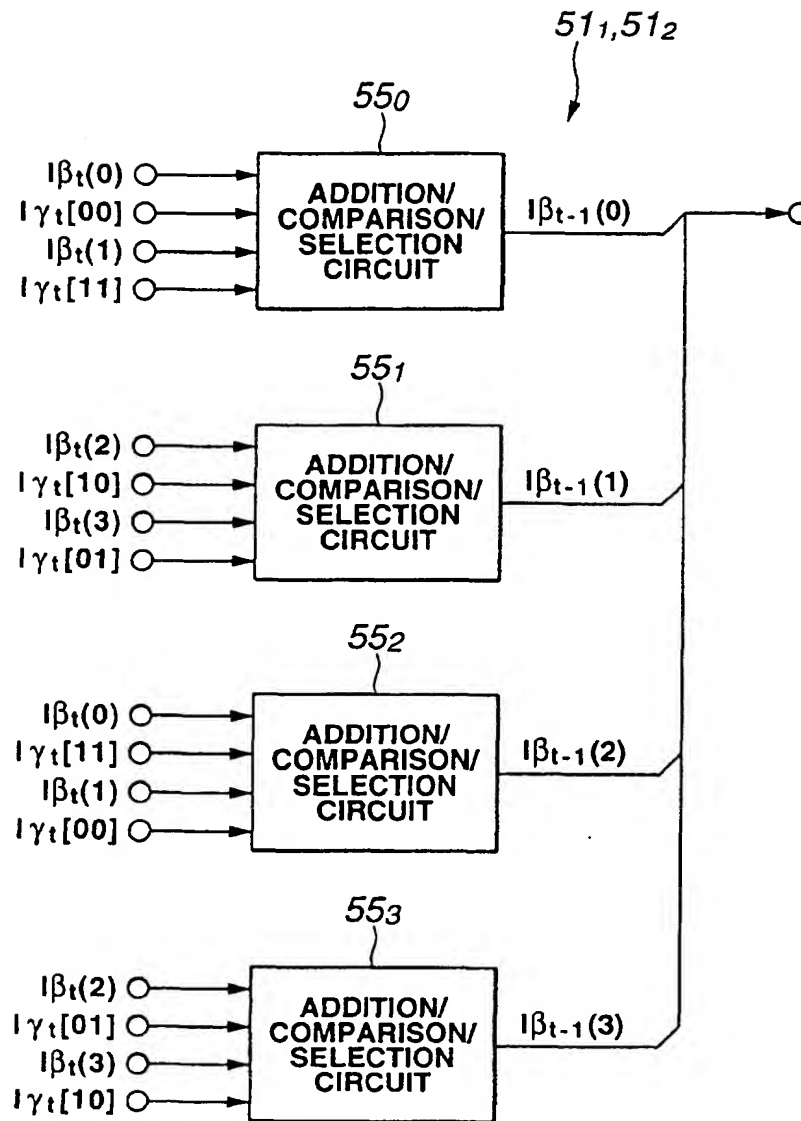 51₁,51₂
55₀
Iβt(0)
Iγt[00]
Iβt(1)
Iγt[11]
ADDITION/
COMPARISON/
SELECTION
CIRCUIT
Iβt-1(0)
55₁
Iβt(2)
Iγt[10]
Iβt(3)
Iγt[01]
ADDITION/
COMPARISON/
SELECTION
CIRCUIT
Iβt-1(1)
55₂
Iβt(0)
Iγt[11]
Iβt(1)
Iγt[00]
ADDITION/
COMPARISON/
SELECTION
CIRCUIT
Iβt-1(2)
55₃
Iβt(2)
Iγt[01]
Iβt(3)
Iγt[10]
ADDITION/
COMPARISON/
SELECTION
CIRCUIT
Iβt-1(3)